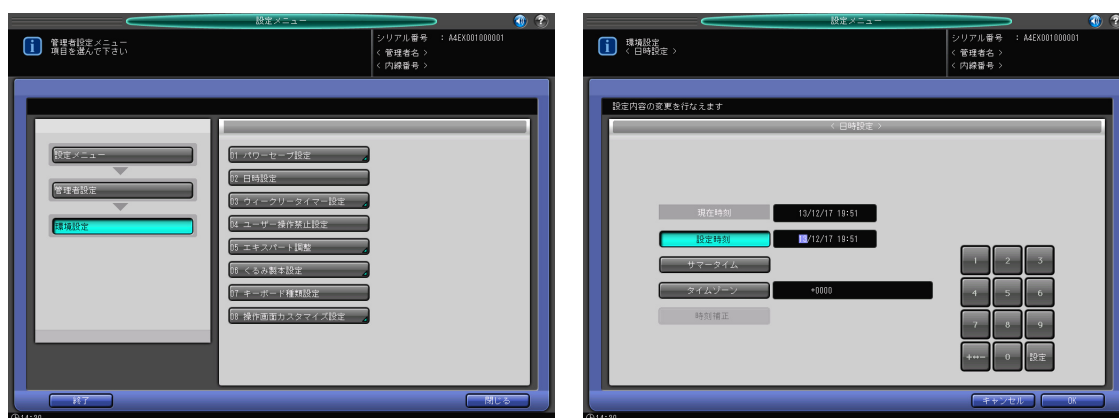 設定メニュー
管理者設定メニュー
項目を選んで下さい
シリアル番号 : A4EX001000001
< 管理者名 >
< 内線番号 >
設定メニュー
管理者設定
環境設定
01 パワーセーブ設定
02 日時設定
03 ウィークリータイマー設定
04 ユーザー操作禁止設定
05 エキスパート調整
06 くるみ製本設定
07 キーボード種類設定
08 操作画面カスタマイズ設定
終了
閉じる
設定メニュー
環境設定
< 日時設定 >
シリアル番号 : A4EX001000001
< 管理者名 >
< 内線番号 >
設定内容の変更を行なえます
< 日時設定 >
現在時刻 13/12/17 19:51
設定時刻 /12/17 19:51
サマータイム
タイムゾーン +0000
時刻補正
1 2 3
4 5 6
7 8 9
+↔- 0 設定
キャンセル OK